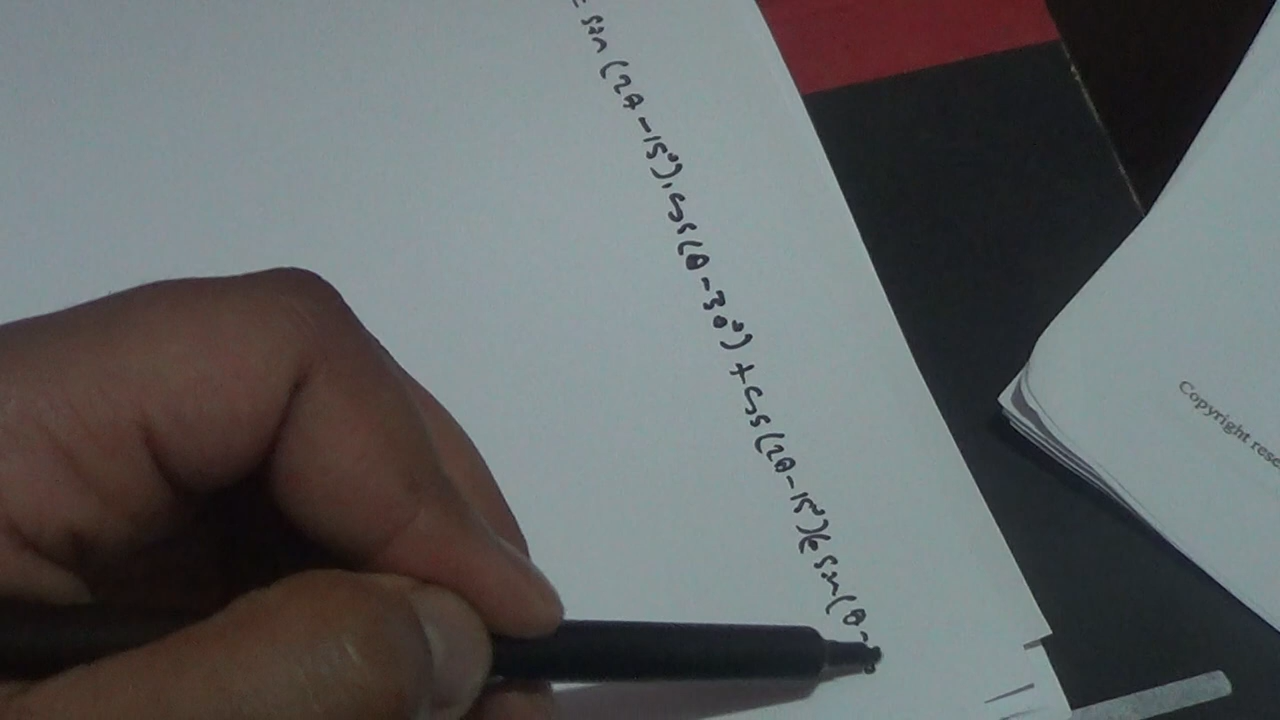 = sin(2θ-15°).cos(θ-30°)+cos(2θ-15°)(-sin(θ-
Copyright rese